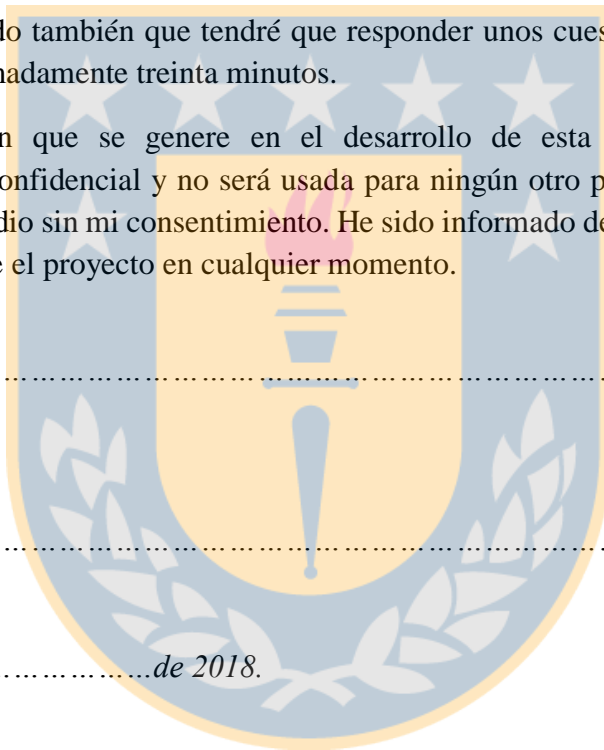 do también que tendré que responder unos cues
nadamente treinta minutos.
n que se genere en el desarrollo de esta
onfidencial y no será usada para ningún otro p
dio sin mi consentimiento. He sido informado de
e el proyecto en cualquier momento.
………………………………………………………
………………………………………………………
………………de 2018.